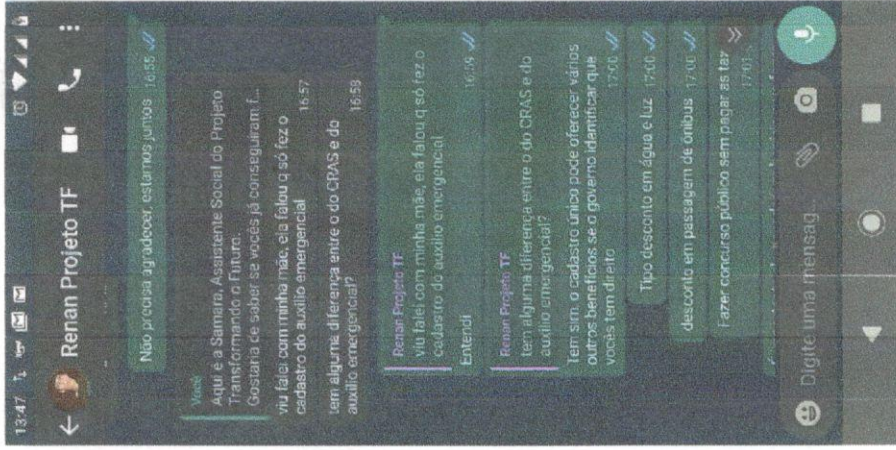 13:47
Renan Projeto TF
Não precisa agradecer, estamos juntos 16:55
Você
Aqui é a Samara, Assistente Social do Projeto
Transformando o Futuro.
Gostaria de saber se vocês já conseguiram f...
viu falei com minha mãe, ela falou q só fez o
cadastro do auxilio emergencial 16:57
tem alguma diferença entre o do CRAS e do
auxilio emergencial? 16:58
Renan Projeto TF
viu falei com minha mãe, ela falou q só fez o
cadastro do auxilio emergencial
Entendi 16:59
Renan Projeto TF
tem alguma diferença entre o do CRAS e do
auxilio emergencial?
Tem sim. o cadastro único pode oferecer vários
outros benefícios se o governo identificar que
vocês tem direito 17:00
Tipo desconto em água e luz 17:00
desconto em passagem de ônibus 17:00
Fazer concurso público sem pagar as tax
17:01
Digite uma mensag...